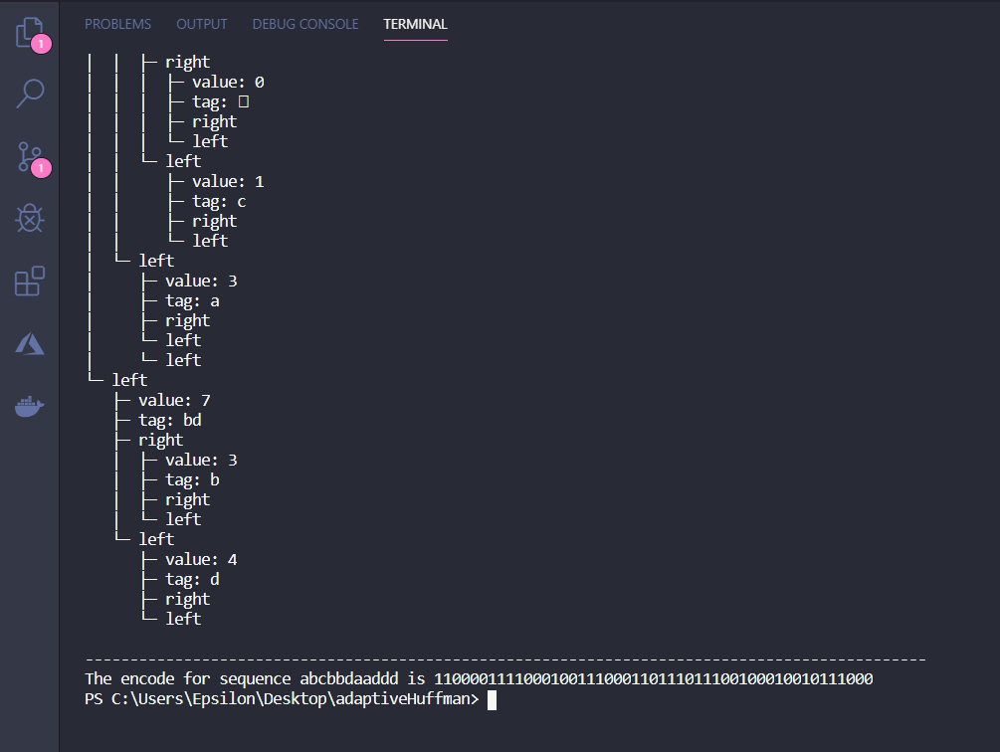 PROBLEMS OUTPUT DEBUG CONSOLE TERMINAL
1
1
│  │  ├─ right
│  │  │  ├─ value: 0
│  │  │  ├─ tag: □
│  │  │  ├─ right
│  │  │  └─ left
│  │  └─ left
│  │     ├─ value: 1
│  │     ├─ tag: c
│  │     ├─ right
│  │     └─ left
│  └─ left
│     ├─ value: 3
│     ├─ tag: a
│     ├─ right
│     └─ left
│     └─ left
└─ left
   ├─ value: 7
   ├─ tag: bd
   ├─ right
   │  ├─ value: 3
   │  ├─ tag: b
   │  ├─ right
   │  └─ left
   └─ left
      ├─ value: 4
      ├─ tag: d
      ├─ right
      └─ left
----------------------------------------------------------------------------------------------
The encode for sequence abcbbdaaddd is 1100001111000100111000110111011100100010010111000
PS C:\Users\Epsilon\Desktop\adaptiveHuffman>